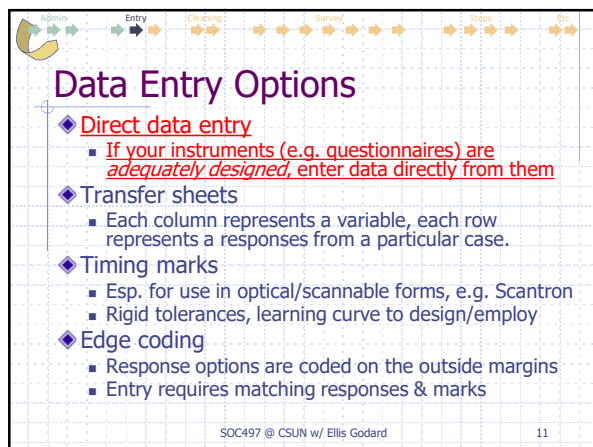 Admin Entry Cleaning Survey Steps Etc
Data Entry Options
Direct data entry
If your instruments (e.g. questionnaires) are
adequately designed, enter data directly from them
Transfer sheets
Each column represents a variable, each row
represents a responses from a particular case.
Timing marks
Esp. for use in optical/scannable forms, e.g. Scantron
Rigid tolerances, learning curve to design/employ
Edge coding
Response options are coded on the outside margins
Entry requires matching responses & marks
SOC497 @ CSUN w/ Ellis Godard 11